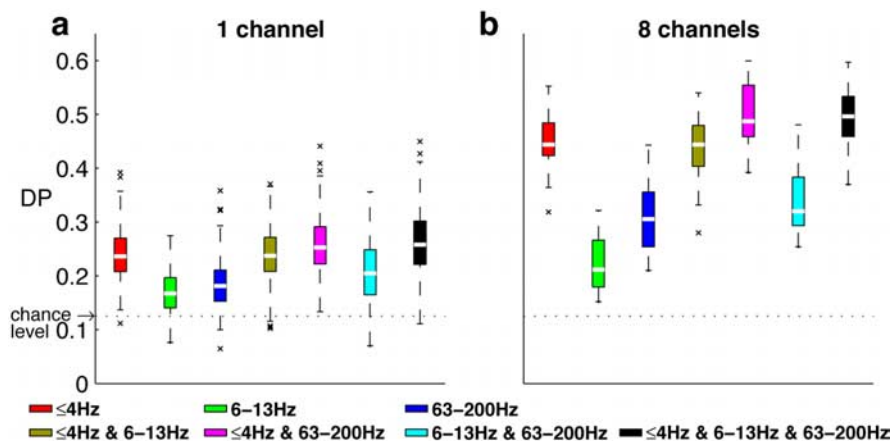 a 1 channel
b 8 channels
0.6
0.5
0.4
DP
0.3
0.2
chance
level
0.1
0
≤4Hz 6–13Hz 63–200Hz
≤4Hz & 6–13Hz ≤4Hz & 63–200Hz 6–13Hz & 63–200Hz ≤4Hz & 6–13Hz & 63–200Hz